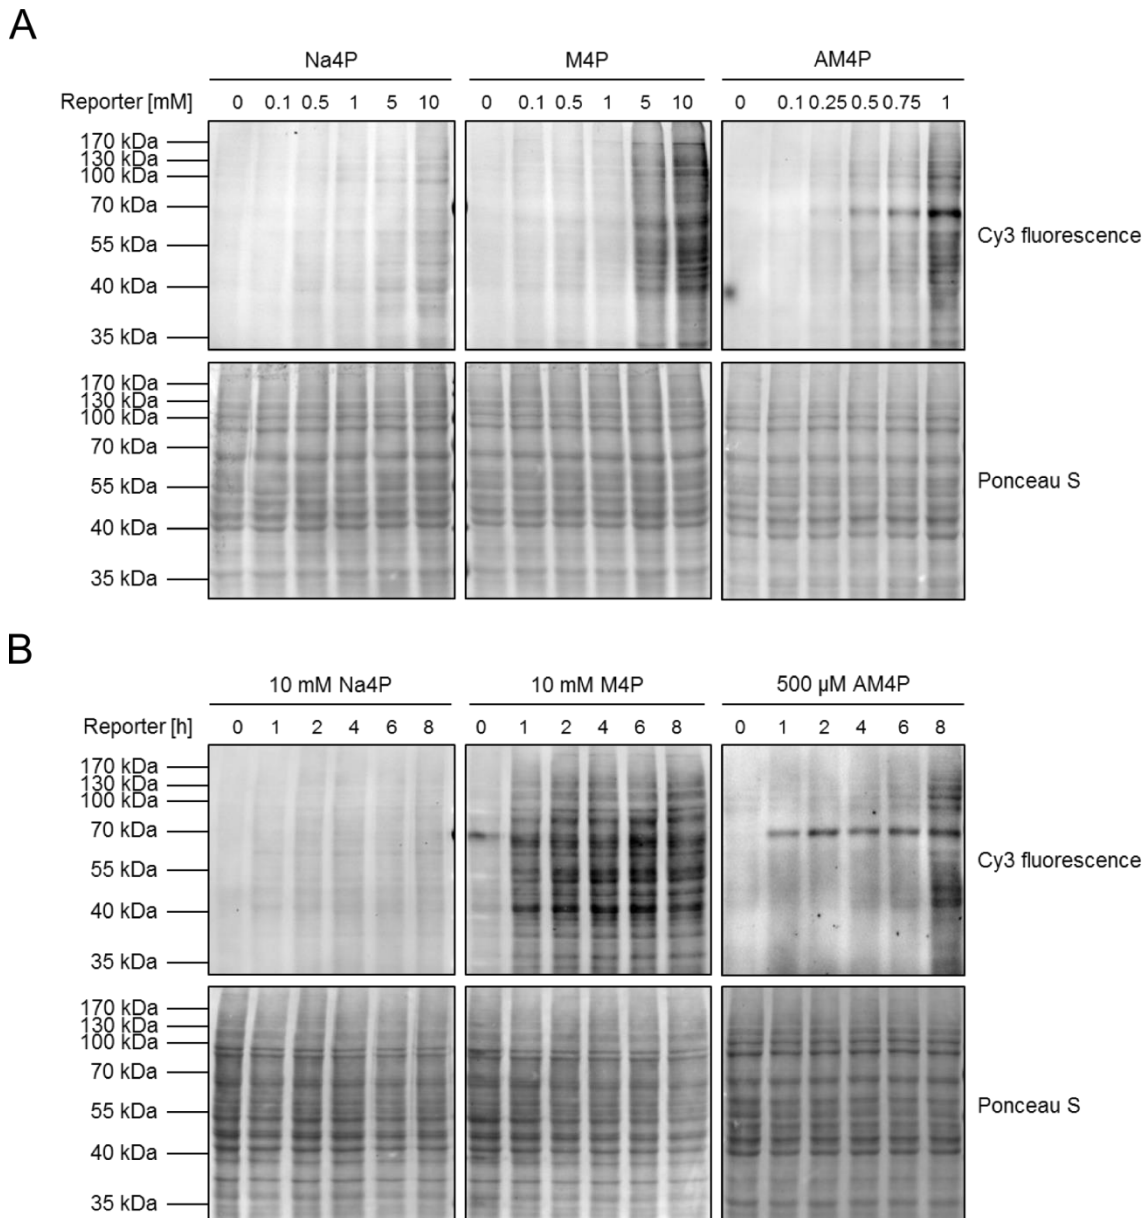 A
Na4P M4P AM4P
Reporter [mM] 0 0.1 0.5 1 5 10 0 0.1 0.5 1 5 10 0 0.1 0.25 0.5 0.75 1
170 kDa
130 kDa
100 kDa
70 kDa
Cy3 fluorescence
55 kDa
40 kDa
35 kDa
170 kDa
130 kDa
100 kDa
70 kDa
Ponceau S
55 kDa
40 kDa
35 kDa
B
10 mM Na4P 10 mM M4P 500 µM AM4P
Reporter [h] 0 1 2 4 6 8 0 1 2 4 6 8 0 1 2 4 6 8
170 kDa
130 kDa
100 kDa
70 kDa
Cy3 fluorescence
55 kDa
40 kDa
35 kDa
170 kDa
130 kDa
100 kDa
70 kDa
Ponceau S
55 kDa
40 kDa
35 kDa